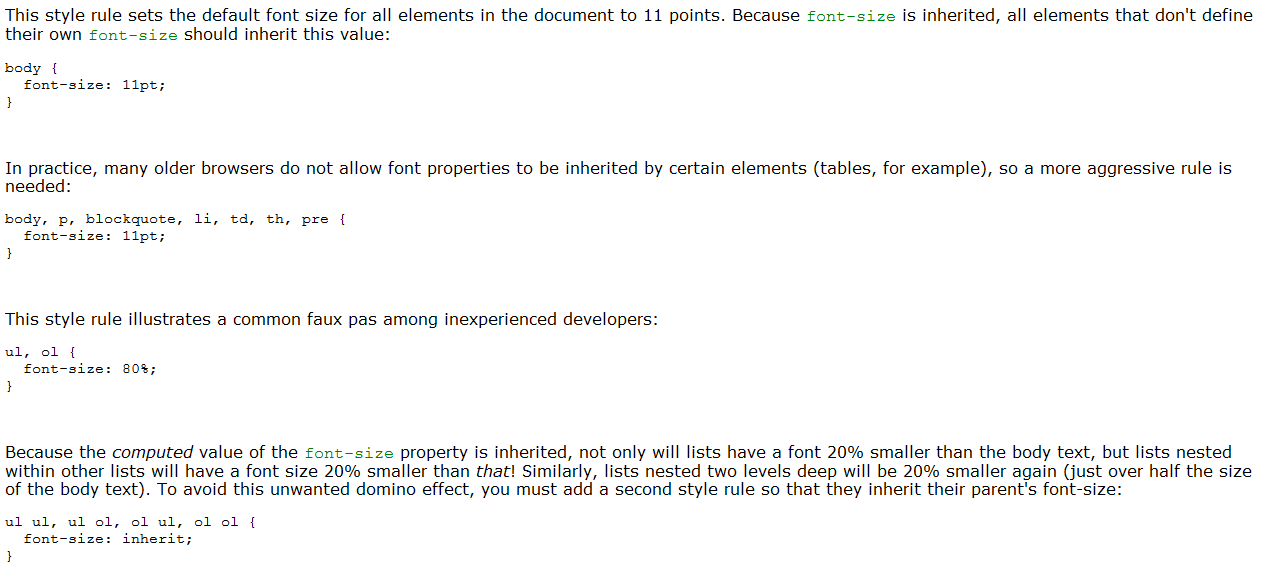 This style rule sets the default font size for all elements in the document to 11 points. Because font-size is inherited, all elements that don't define
their own font-size should inherit this value:
body {
  font-size: 11pt;
}
In practice, many older browsers do not allow font properties to be inherited by certain elements (tables, for example), so a more aggressive rule is
needed:
body, p, blockquote, li, td, th, pre {
  font-size: 11pt;
}
This style rule illustrates a common faux pas among inexperienced developers:
ul, ol {
  font-size: 80%;
}
Because the computed value of the font-size property is inherited, not only will lists have a font 20% smaller than the body text, but lists nested
within other lists will have a font size 20% smaller than that! Similarly, lists nested two levels deep will be 20% smaller again (just over half the size
of the body text). To avoid this unwanted domino effect, you must add a second style rule so that they inherit their parent's font-size:
ul ul, ul ol, ol ul, ol ol {
  font-size: inherit;
}